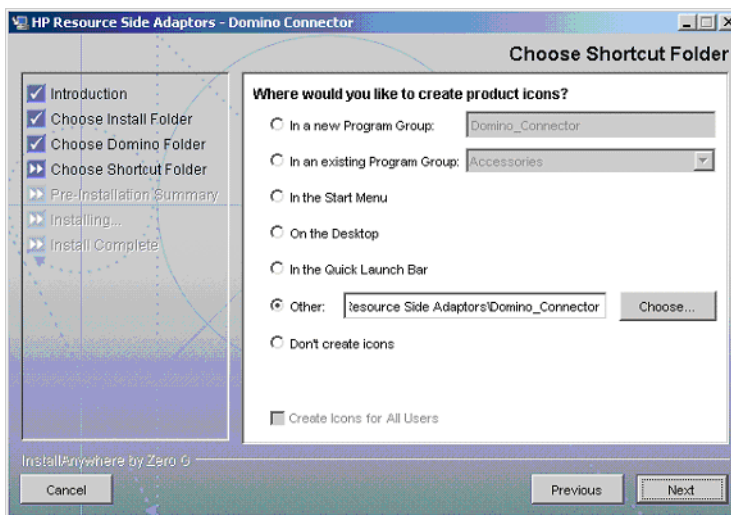 HP Resource Side Adaptors - Domino Connector
Choose Shortcut Folder
Introduction
Choose Install Folder
Choose Domino Folder
Choose Shortcut Folder
Pre-Installation Summary
Installing...
Install Complete
Where would you like to create product icons?
In a new Program Group: Domino_Connector
In an existing Program Group: Accessories
In the Start Menu
On the Desktop
In the Quick Launch Bar
Other: Resource Side Adaptors\Domino_Connector Choose...
Don't create icons
Create Icons for All Users
InstallAnywhere by Zero G
Cancel Previous Next